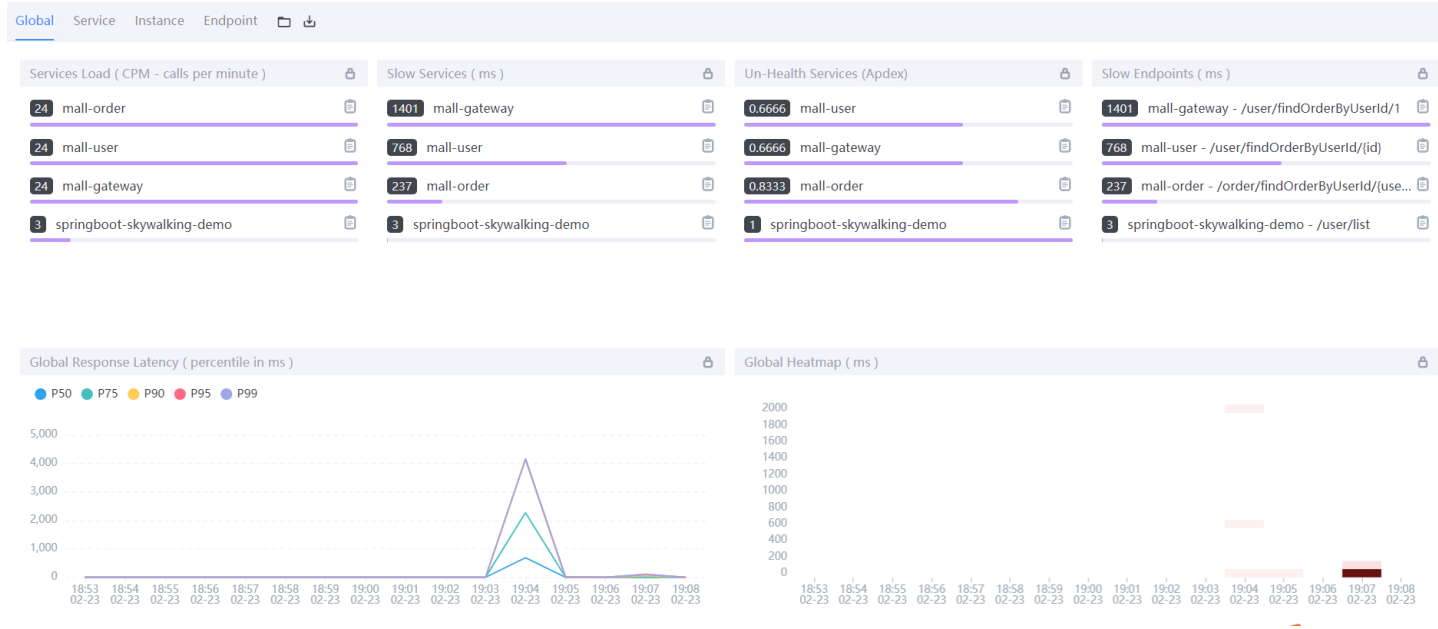 Global Service Instance Endpoint
Services Load ( CPM - calls per minute )
24 mall-order
24 mall-user
24 mall-gateway
3 springboot-skywalking-demo
Slow Services ( ms )
1401 mall-gateway
768 mall-user
237 mall-order
3 springboot-skywalking-demo
Un-Health Services (Apdex)
0.6666 mall-user
0.6666 mall-gateway
0.8333 mall-order
1 springboot-skywalking-demo
Slow Endpoints ( ms )
1401 mall-gateway - /user/findOrderByUserId/1
768 mall-user - /user/findOrderByUserId/{id}
237 mall-order - /order/findOrderByUserId/{use...
3 springboot-skywalking-demo - /user/list
Global Response Latency ( percentile in ms )
P50 P75 P90 P95 P99
5,000
4,000
3,000
2,000
1,000
0
18:53 18:54 18:55 18:56 18:57 18:58 18:59 19:00 19:01 19:02 19:03 19:04 19:05 19:06 19:07 19:08
02-23 02-23 02-23 02-23 02-23 02-23 02-23 02-23 02-23 02-23 02-23 02-23 02-23 02-23 02-23 02-23
Global Heatmap ( ms )
2000
1800
1600
1400
1200
1000
800
600
400
200
0
18:53 18:54 18:55 18:56 18:57 18:58 18:59 19:00 19:01 19:02 19:03 19:04 19:05 19:06 19:07 19:08
02-23 02-23 02-23 02-23 02-23 02-23 02-23 02-23 02-23 02-23 02-23 02-23 02-23 02-23 02-23 02-23